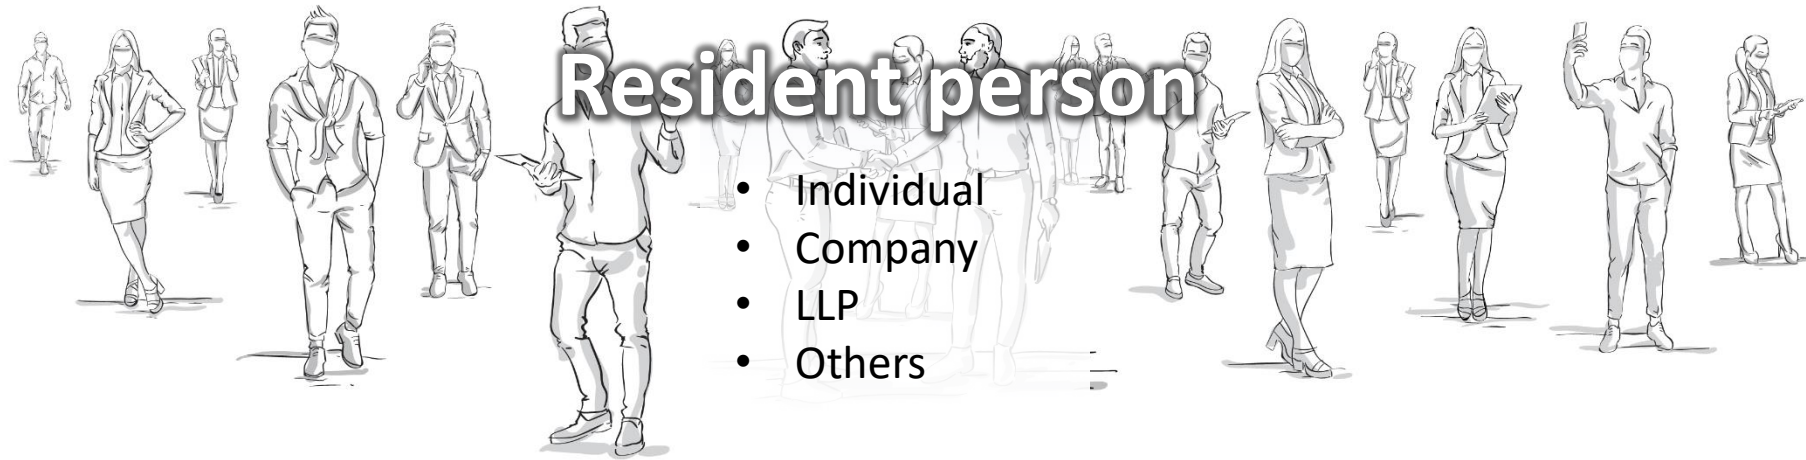 Resident person
• Individual
• Company
• LLP
• Others